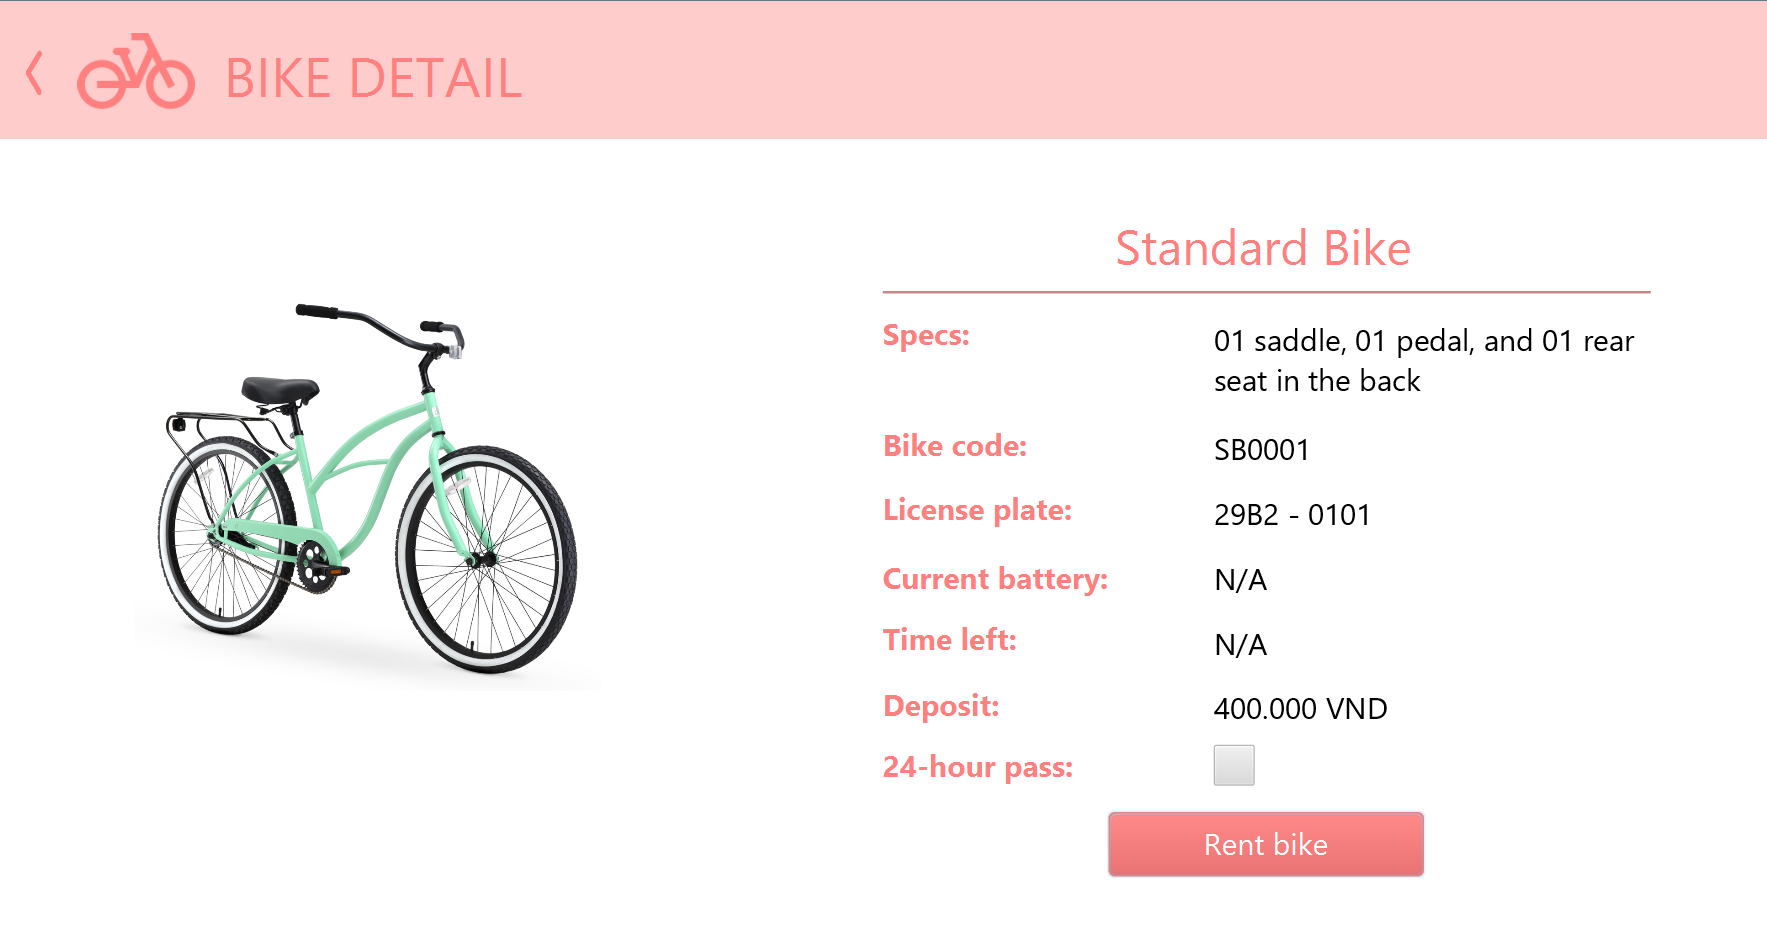 BIKE DETAIL
Standard Bike
Specs: 01 saddle, 01 pedal, and 01 rear
seat in the back
Bike code: SB0001
License plate: 29B2 - 0101
Current battery: N/A
Time left: N/A
Deposit: 400.000 VND
24-hour pass:
Rent bike